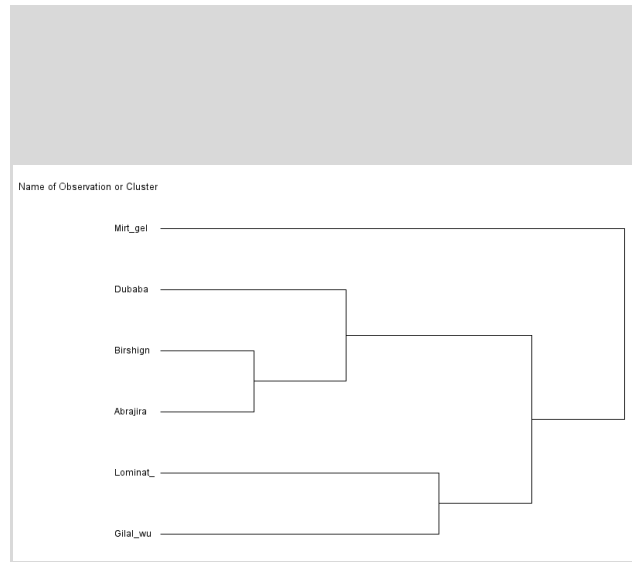 Name of Observation or Cluster
Mirt_gel
Dubaba
Birshign
Abrajira
Lominat_
Gilal_wu